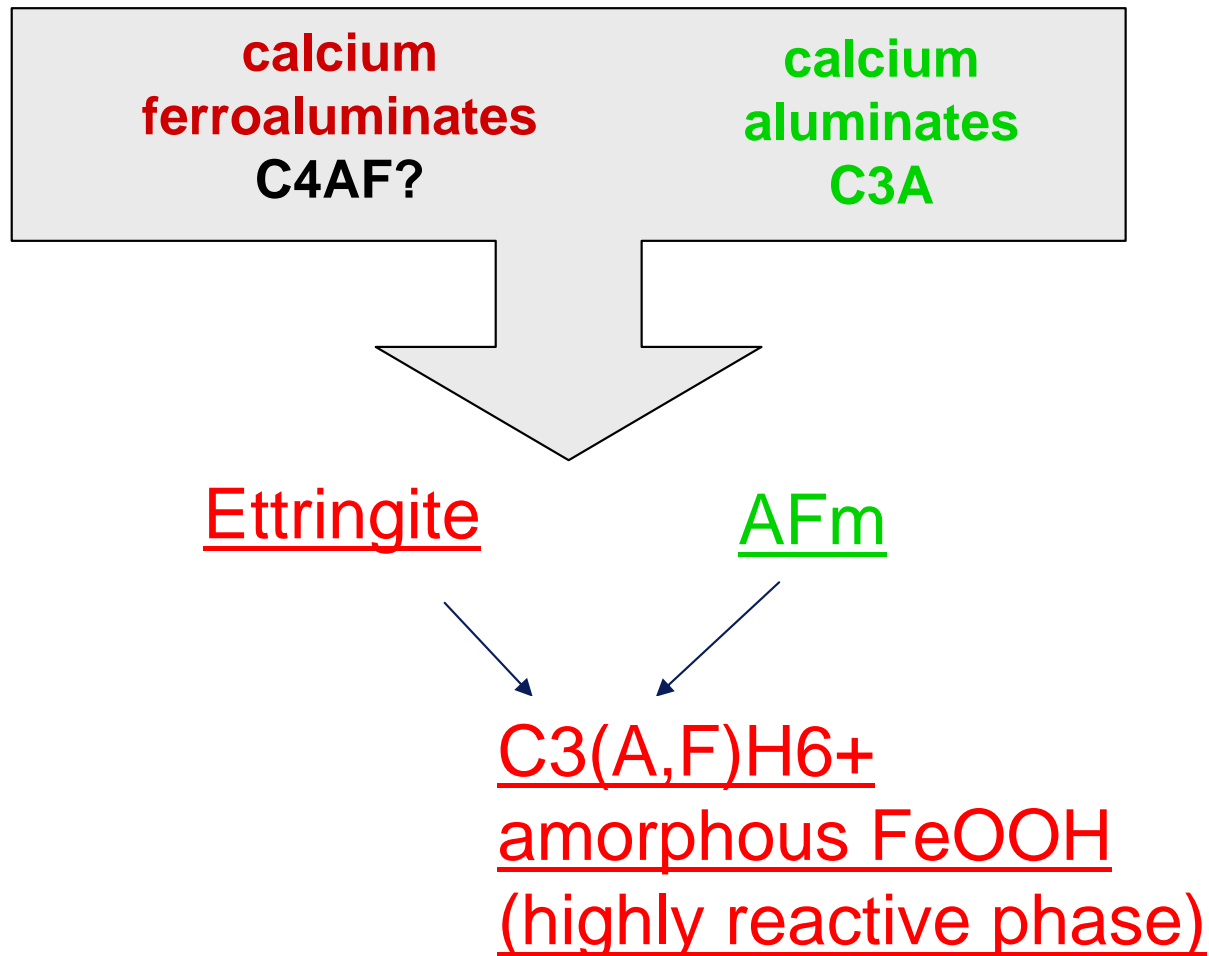 calcium
ferroaluminates
C4AF?
calcium
aluminates
C3A
Ettringite
AFm
C3(A,F)H6+
amorphous FeOOH
(highly reactive phase)